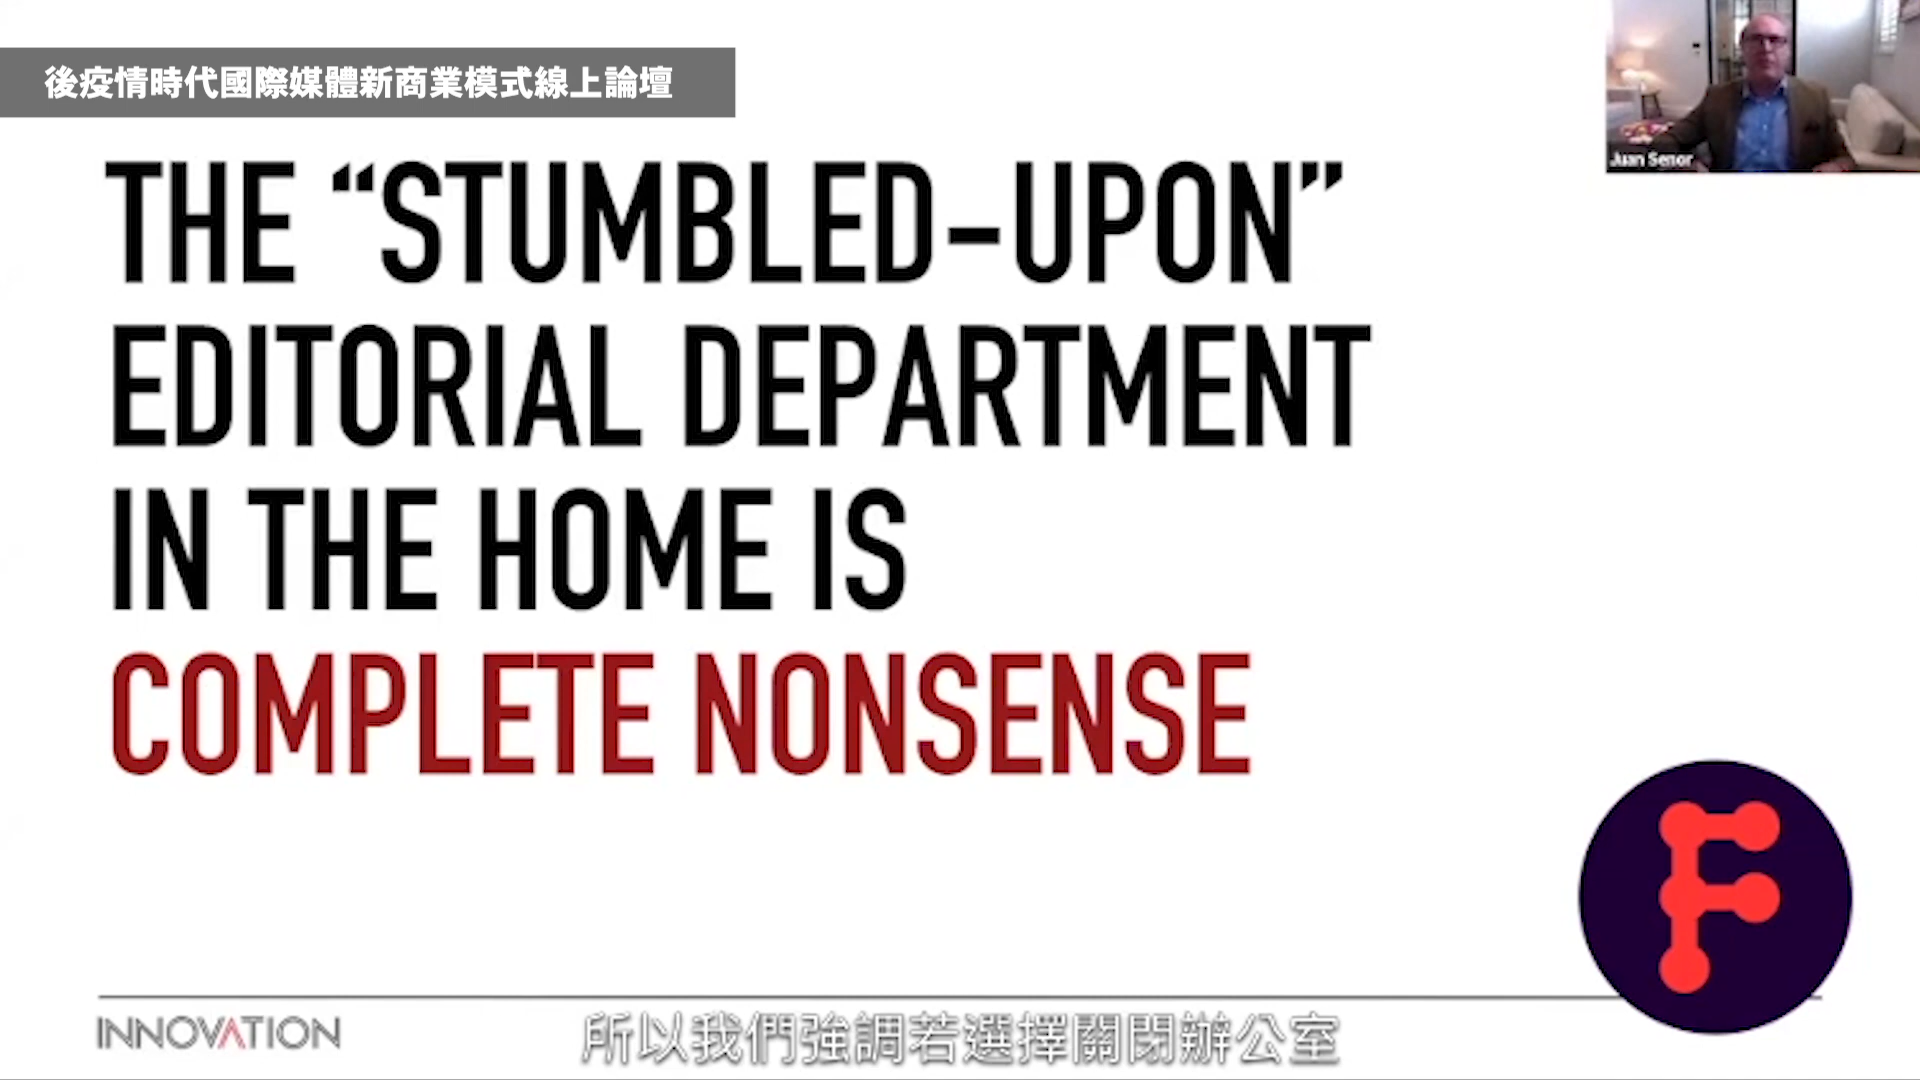 後疫情時代國際媒體新商業模式線上論壇
Juan Senor
THE “STUMBLED-UPON”
EDITORIAL DEPARTMENT
IN THE HOME IS
COMPLETE NONSENSE
F
INNOVATION
所以我們強調若選擇關閉辦公室